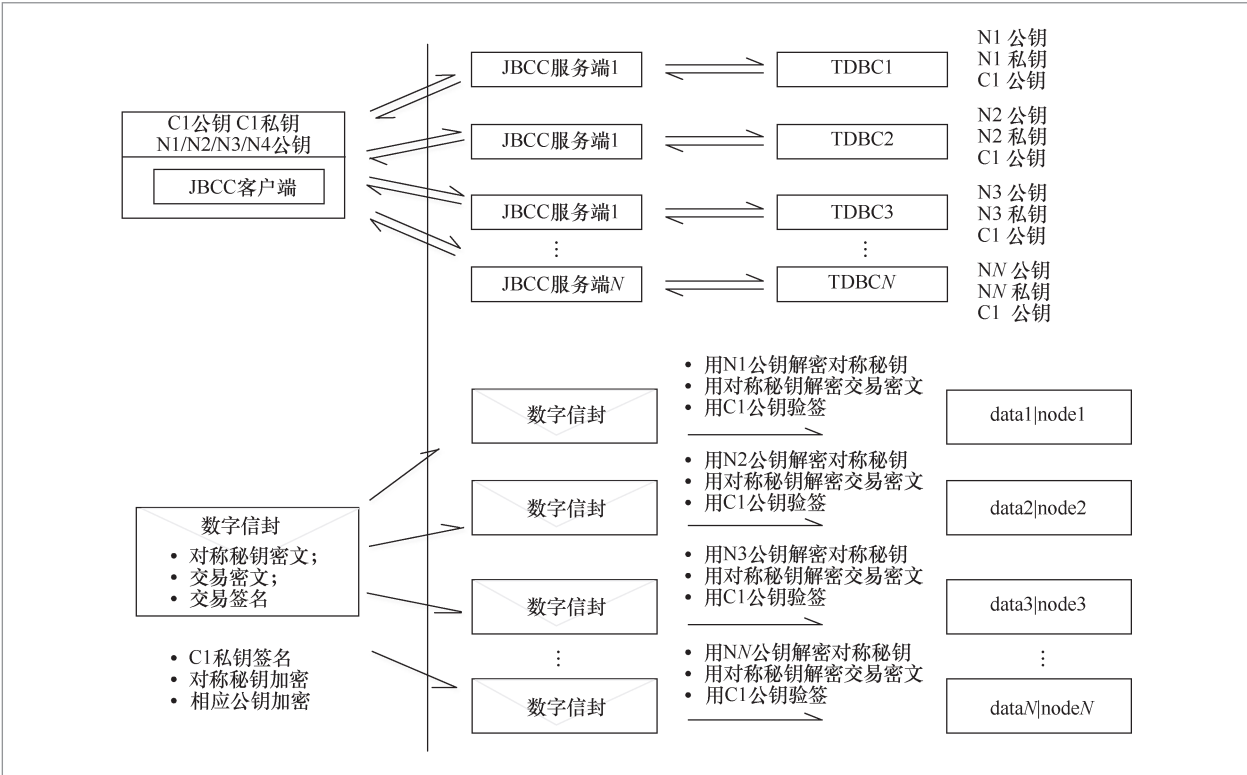 C1公钥 C1私钥
N1/N2/N3/N4公钥
JBCC客户端
JBCC服务端1
TDBC1
N1 公钥
N1 私钥
C1 公钥
JBCC服务端1
TDBC2
N2 公钥
N2 私钥
C1 公钥
JBCC服务端1
TDBC3
N3 公钥
N3 私钥
C1 公钥
⋮
⋮
JBCC服务端N
TDBCN
NN 公钥
NN 私钥
C1 公钥
数字信封
• 对称秘钥密文；
• 交易密文；
• 交易签名
• C1私钥签名
• 对称秘钥加密
• 相应公钥加密
数字信封
• 用N1公钥解密对称秘钥
• 用对称秘钥解密交易密文
• 用C1公钥验签
data1|node1
数字信封
• 用N2公钥解密对称秘钥
• 用对称秘钥解密交易密文
• 用C1公钥验签
data2|node2
数字信封
• 用N3公钥解密对称秘钥
• 用对称秘钥解密交易密文
• 用C1公钥验签
data3|node3
⋮
⋮
数字信封
• 用NN公钥解密对称秘钥
• 用对称秘钥解密交易密文
• 用C1公钥验签
dataN|nodeN